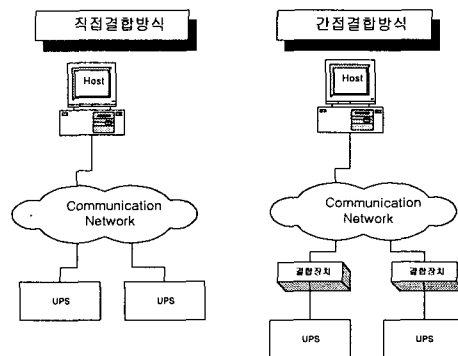 직접결합방식
Host
Communication
Network
UPS
UPS
간접결합방식
Host
Communication
Network
결합장치
결합장치
UPS
UPS